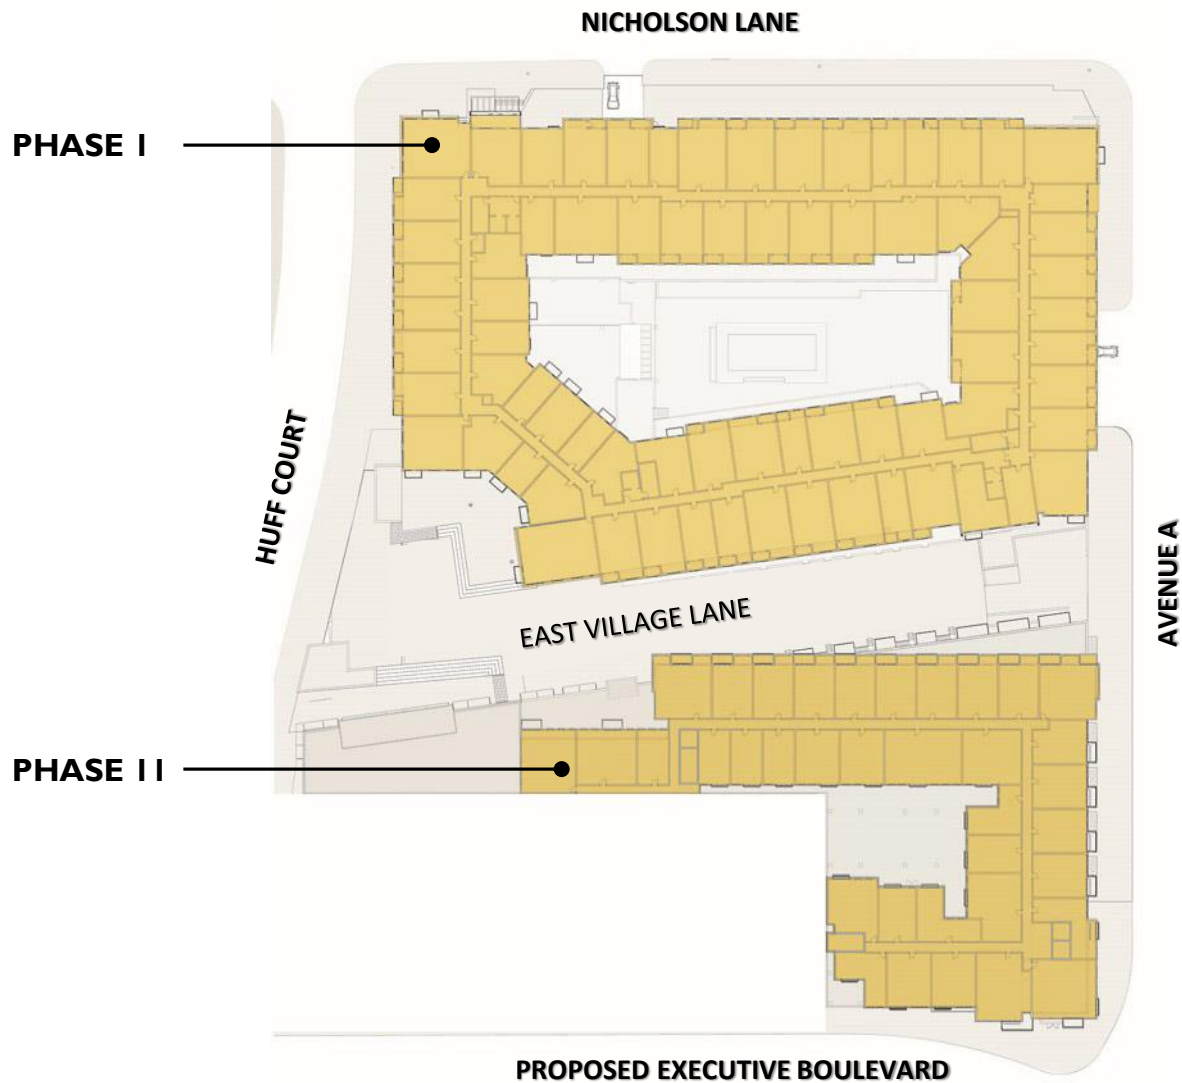 NICHOLSON LANE
PHASE I
HUFF COURT
AVENUE A
EAST VILLAGE LANE
PHASE II
PROPOSED EXECUTIVE BOULEVARD